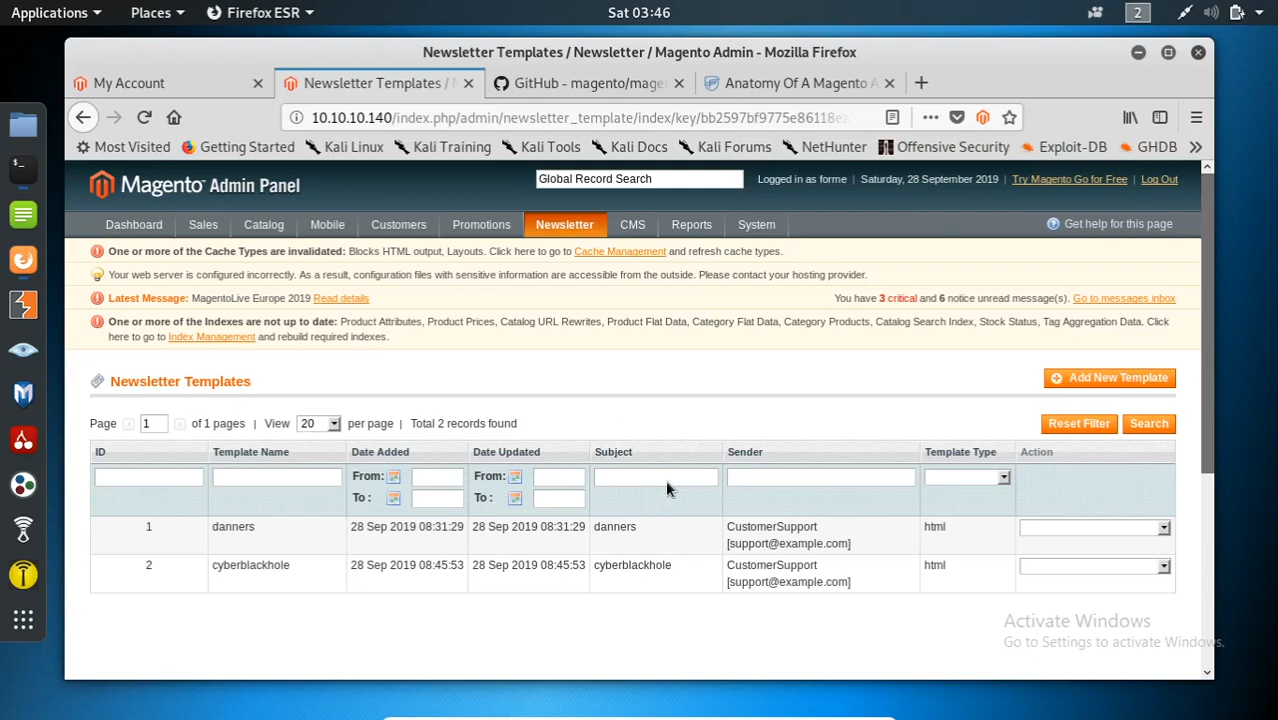 Applications Places Firefox ESR Sat 03:46 2
Newsletter Templates / Newsletter / Magento Admin - Mozilla Firefox
My Account Newsletter Templates / GitHub - magento/mage Anatomy Of A Magento A
10.10.10.140/index.php/admin/newsletter_template/index/key/bb2597bf9775e86118ea
Most Visited Getting Started Kali Linux Kali Training Kali Tools Kali Docs Kali Forums NetHunter Offensive Security Exploit-DB GHDB
Magento Admin Panel Global Record Search Logged in as forme | Saturday, 28 September 2019 | Try Magento Go for Free | Log Out
Dashboard Sales Catalog Mobile Customers Promotions Newsletter CMS Reports System Get help for this page
One or more of the Cache Types are invalidated: Blocks HTML output, Layouts. Click here to go to Cache Management and refresh cache types.
Your web server is configured incorrectly. As a result, configuration files with sensitive information are accessible from the outside. Please contact your hosting provider.
Latest Message: MagentoLive Europe 2019 Read details You have 3 critical and 6 notice unread message(s). Go to messages inbox
One or more of the Indexes are not up to date: Product Attributes, Product Prices, Catalog URL Rewrites, Product Flat Data, Category Flat Data, Category Products, Catalog Search Index, Stock Status, Tag Aggregation Data. Click
here to go to Index Management and rebuild required indexes.
Newsletter Templates Add New Template
Page 1 of 1 pages | View 20 per page | Total 2 records found Reset Filter Search
ID Template Name Date Added Date Updated Subject Sender Template Type Action
From: From:
To : To :
1 danners 28 Sep 2019 08:31:29 28 Sep 2019 08:31:29 danners CustomerSupport html
[support@example.com]
2 cyberblackhole 28 Sep 2019 08:45:53 28 Sep 2019 08:45:53 cyberblackhole CustomerSupport html
[support@example.com]
Activate Windows
Go to Settings to activate Windows.